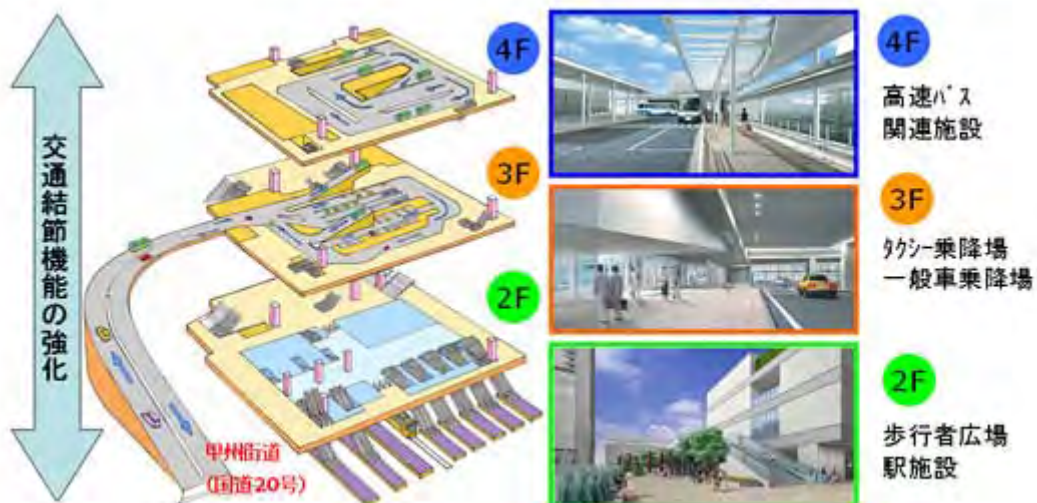 交通結節機能の強化
4F
3F
2F
甲州街道
(国道20号)
4F
高速バス
関連施設
3F
タクシー乗降場
一般車乗降場
2F
歩行者広場
駅施設